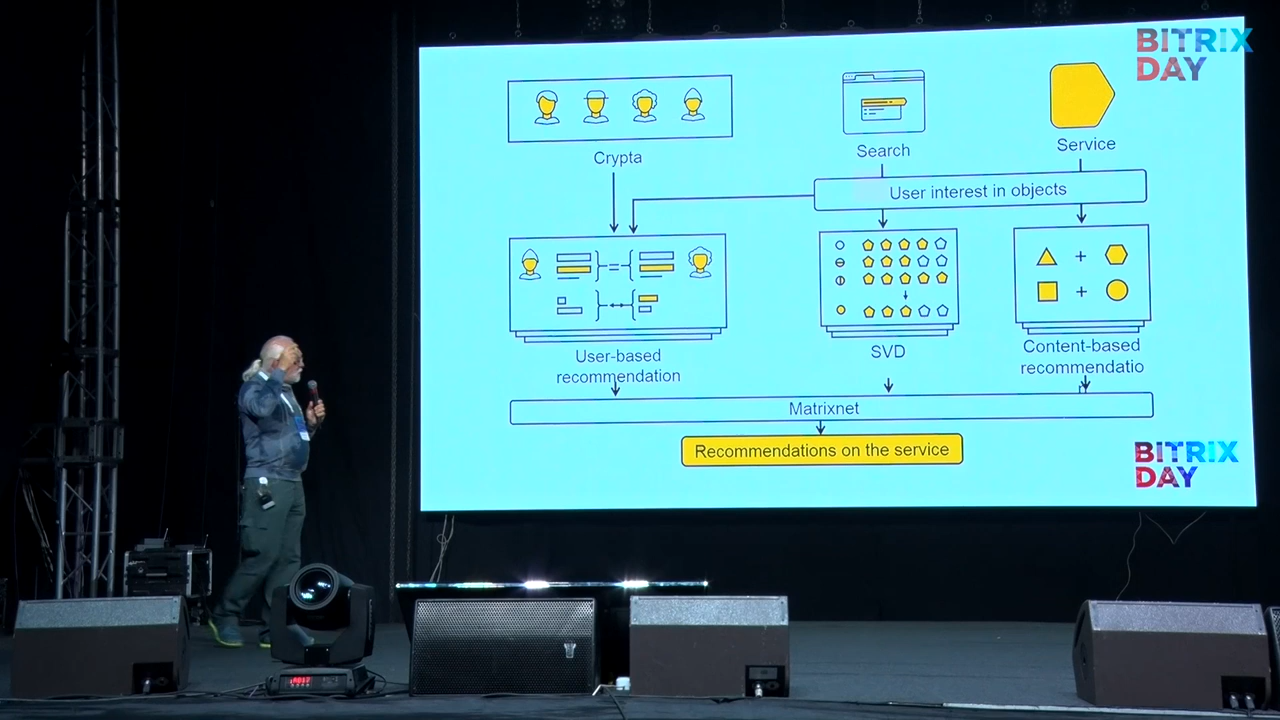 BITRIX
DAY
Crypta
Search
Service
User interest in objects
User-based
recommendation
SVD
Content-based
recommendatio
Matrixnet
Recommendations on the service
BITRIX
DAY